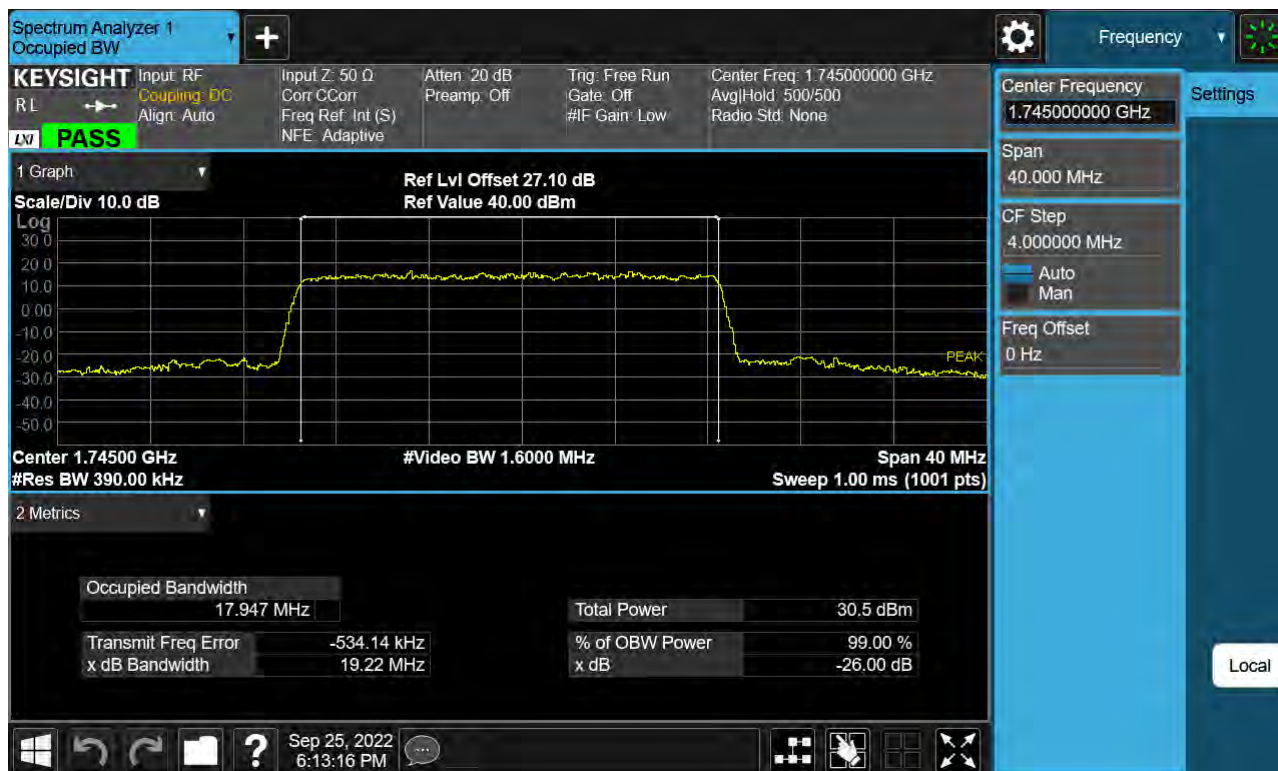 Spectrum Analyzer 1
Occupied BW
+
Frequency
KEYSIGHT
R L
LXI
PASS
Input: RF
Coupling: DC
Align: Auto
Input Z: 50 Ω
Corr CCorr
Freq Ref: Int (S)
NFE: Adaptive
Atten: 20 dB
Preamp: Off
Trig: Free Run
Gate: Off
#IF Gain: Low
Center Freq: 1.745000000 GHz
Avg|Hold: 500/500
Radio Std: None
1 Graph
Scale/Div 10.0 dB
Ref Lvl Offset 27.10 dB
Ref Value 40.00 dBm
Log
30.0
20.0
10.0
0.00
-10.0
-20.0
-30.0
-40.0
-50.0
PEAK
Center 1.74500 GHz
#Video BW 1.6000 MHz
Span 40 MHz
#Res BW 390.00 kHz
Sweep 1.00 ms (1001 pts)
2 Metrics
Occupied Bandwidth
17.947 MHz
Total Power 30.5 dBm
Transmit Freq Error -534.14 kHz
% of OBW Power 99.00 %
x dB Bandwidth 19.22 MHz
x dB -26.00 dB
Center Frequency
1.745000000 GHz
Settings
Span
40.000 MHz
CF Step
4.000000 MHz
Auto
Man
Freq Offset
0 Hz
Local
?
Sep 25, 2022
6:13:16 PM